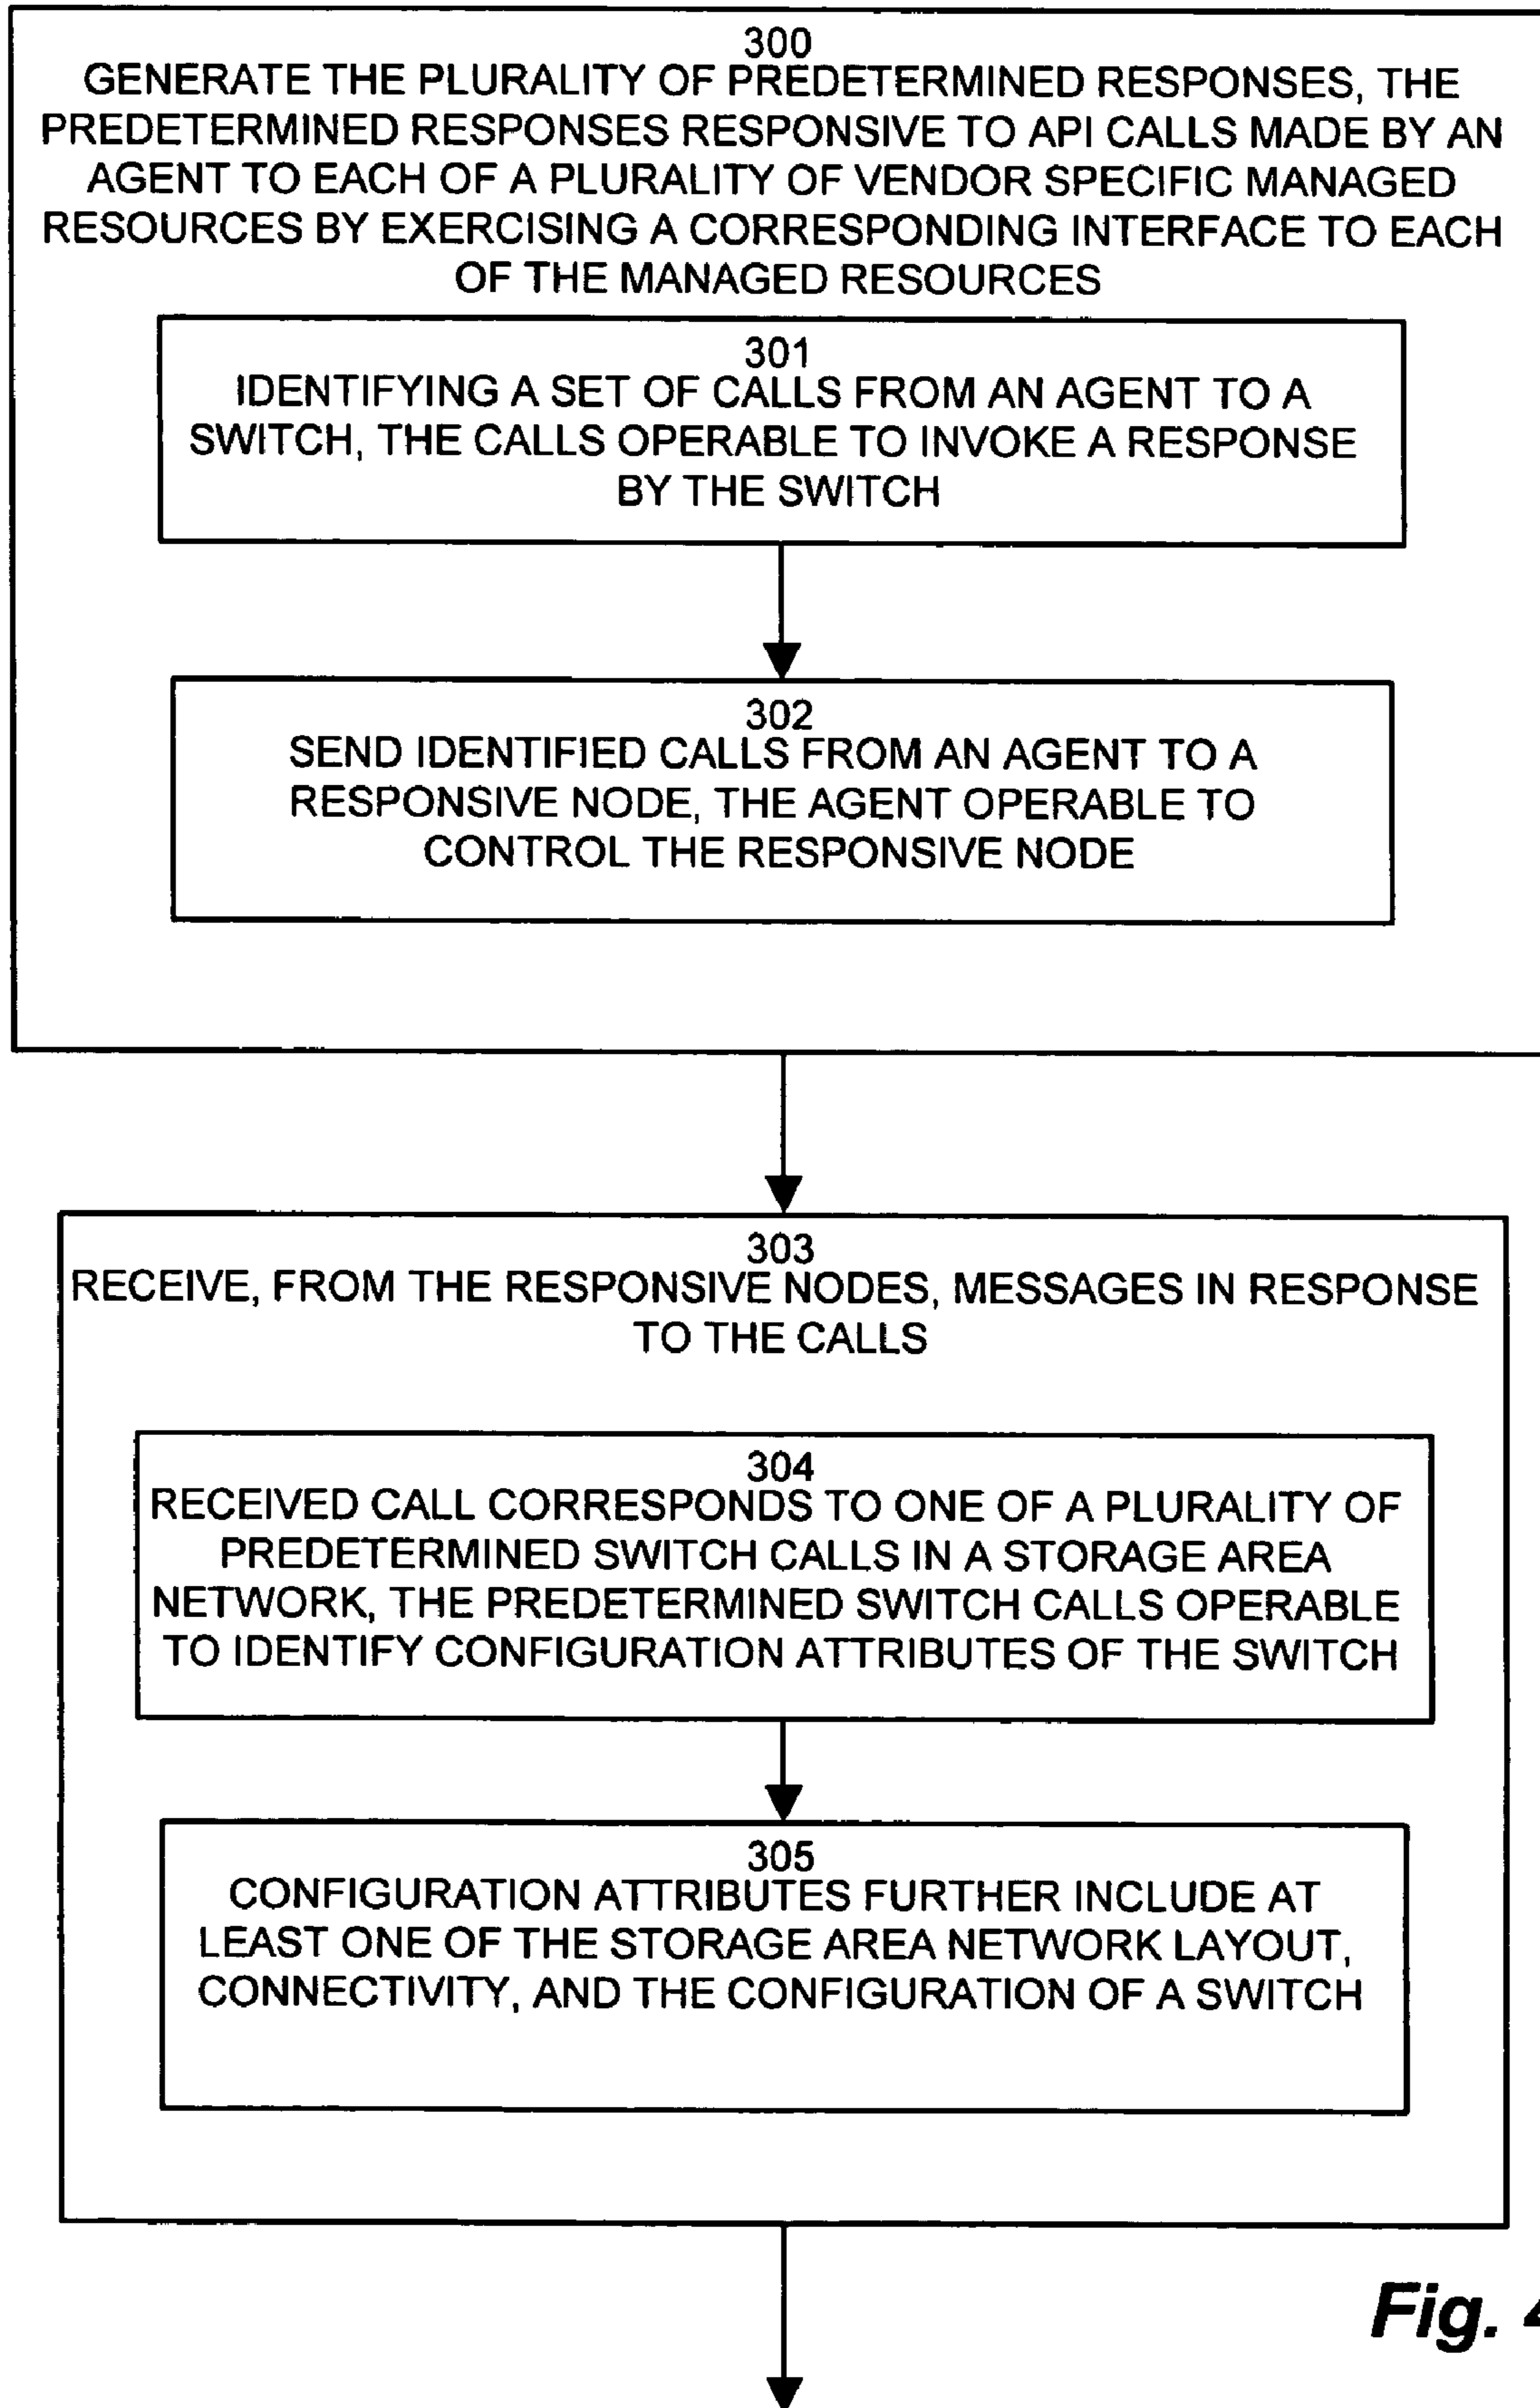 300
GENERATE THE PLURALITY OF PREDETERMINED RESPONSES, THE
PREDETERMINED RESPONSES RESPONSIVE TO API CALLS MADE BY AN
AGENT TO EACH OF A PLURALITY OF VENDOR SPECIFIC MANAGED
RESOURCES BY EXERCISING A CORRESPONDING INTERFACE TO EACH
OF THE MANAGED RESOURCES
301
IDENTIFYING A SET OF CALLS FROM AN AGENT TO A
SWITCH, THE CALLS OPERABLE TO INVOKE A RESPONSE
BY THE SWITCH
302
SEND IDENTIFIED CALLS FROM AN AGENT TO A
RESPONSIVE NODE, THE AGENT OPERABLE TO
CONTROL THE RESPONSIVE NODE
303
RECEIVE, FROM THE RESPONSIVE NODES, MESSAGES IN RESPONSE
TO THE CALLS
304
RECEIVED CALL CORRESPONDS TO ONE OF A PLURALITY OF
PREDETERMINED SWITCH CALLS IN A STORAGE AREA
NETWORK, THE PREDETERMINED SWITCH CALLS OPERABLE
TO IDENTIFY CONFIGURATION ATTRIBUTES OF THE SWITCH
305
CONFIGURATION ATTRIBUTES FURTHER INCLUDE AT
LEAST ONE OF THE STORAGE AREA NETWORK LAYOUT,
CONNECTIVITY, AND THE CONFIGURATION OF A SWITCH
Fig. 4